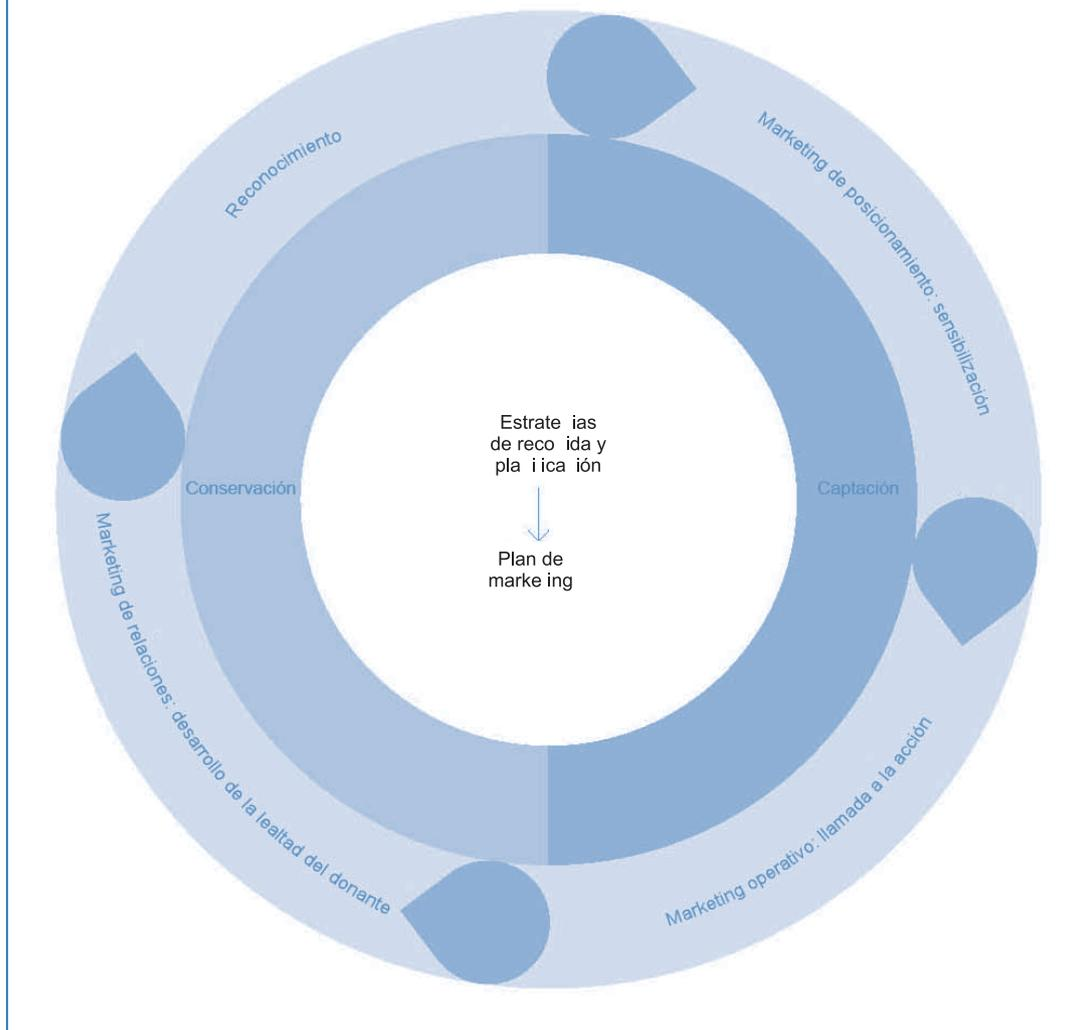 Reconocimiento
Marketing de posicionamiento: sensibilización
Estrate ias
de reco ida y
pla i ica ión
Conservación
Captación
Plan de
marke ing
Marketing de relaciones: desarrollo de la lealtad del donante
Marketing operativo: llamada a la acción